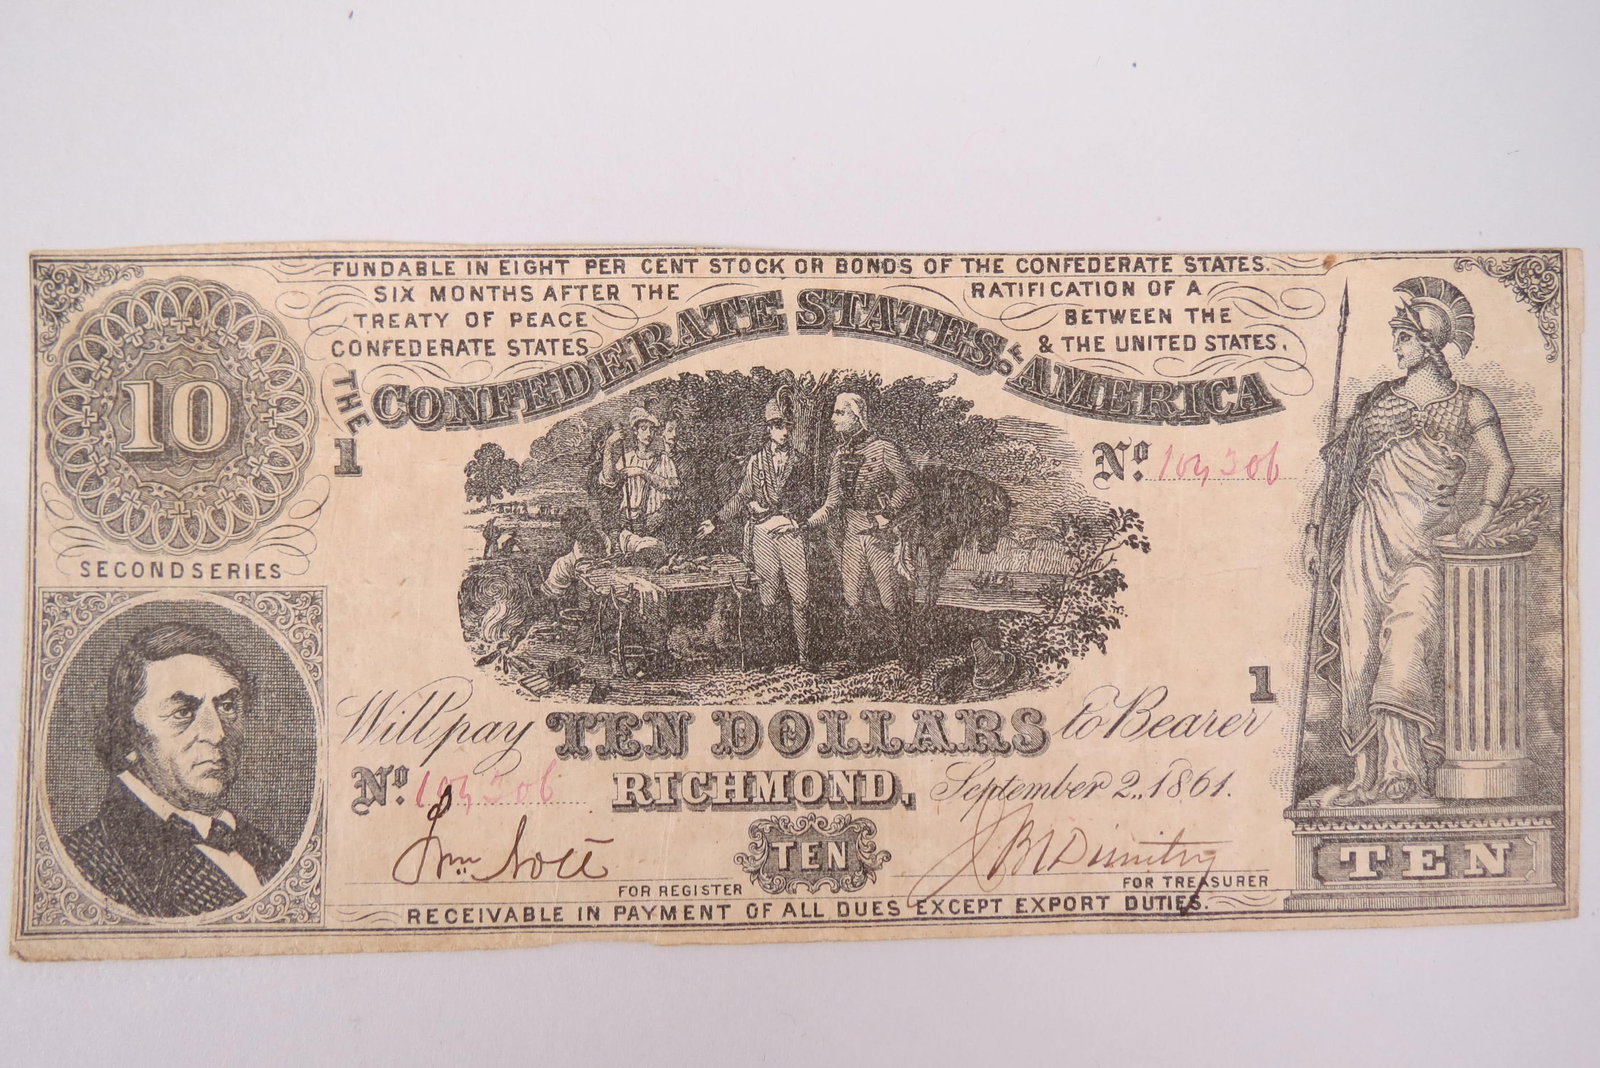 FUNDABLE IN EIGHT PER CENT STOCK OR BONDS OF THE CONFEDERATE STATES.
SIX MONTHS AFTER THE RATIFICATION OF A
TREATY OF PEACE BETWEEN THE
CONFEDERATE STATES & THE UNITED STATES.
THE CONFEDERATE STATES OF AMERICA
10
1
No.
SECOND SERIES
1
Will pay TEN DOLLARS to Bearer
No. RICHMOND, September 2, 1861.
TEN
Dimitry
FOR REGISTER
FOR TREASURER
TEN
RECEIVABLE IN PAYMENT OF ALL DUES EXCEPT EXPORT DUTIES.